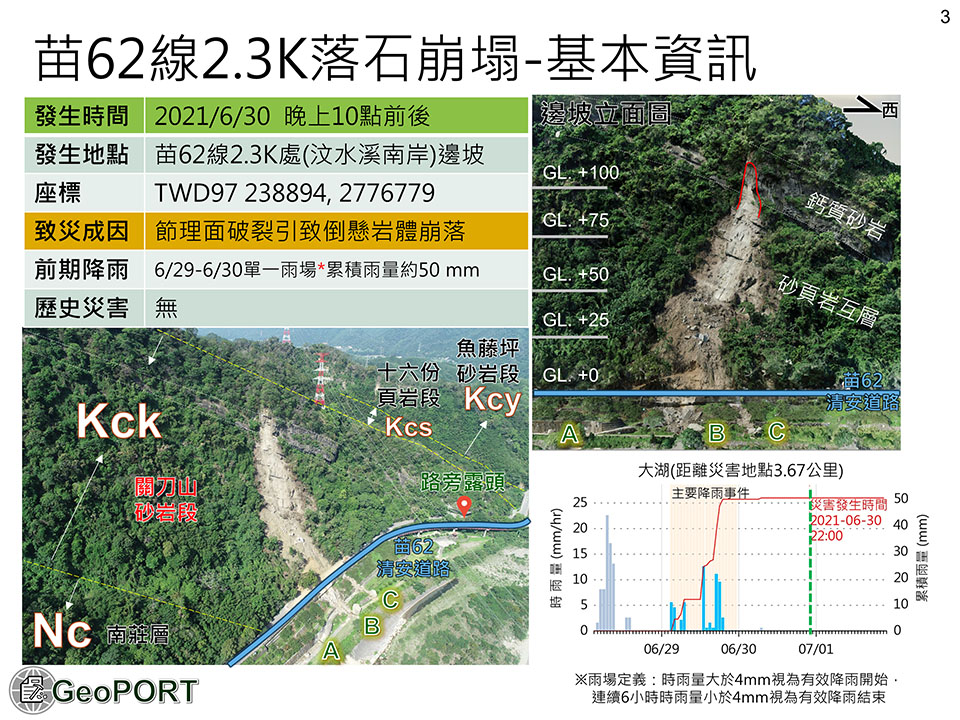 3
苗62線2.3K落石崩塌-基本資訊
發生時間 2021/6/30 晚上10點前後
發生地點 苗62線2.3K處(汶水溪南岸)邊坡
座標 TWD97 238894, 2776779
致災成因 節理面破裂引致倒懸岩體崩落
前期降雨 6/29-6/30單一雨場*累積雨量約50 mm
歷史災害 無
邊坡立面圖
西
GL. +100
GL. +75
GL. +50
GL. +25
GL. +0
鈣質砂岩
砂頁岩互層
苗62
清安道路
A B C
Kck
關刀山
砂岩段
十六份
頁岩段
Kcs
魚藤坪
砂岩段
Kcy
路旁露頭
苗62
清安道路
C
B
A
Nc 南莊層
大湖(距離災害地點3.67公里)
主要降雨事件
災害發生時間
2021-06-30
22:00
時雨量 (mm/hr)
25
20
15
10
5
0
累積雨量 (mm)
50
40
30
20
10
0
06/29 06/30 07/01
※雨場定義：時雨量大於4mm視為有效降雨開始，
連續6小時時雨量小於4mm視為有效降雨結束
GeoPORT